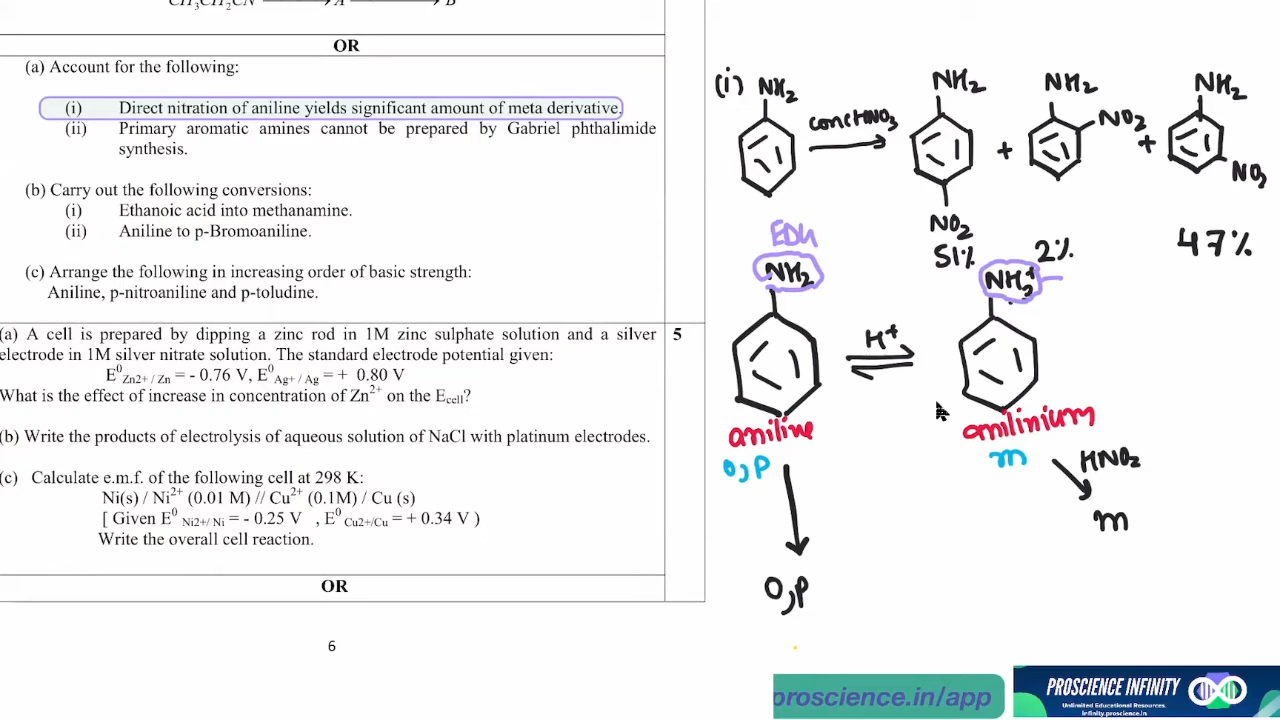 CH₃CH₂CN → A → B
OR
(a) Account for the following:
(i) Direct nitration of aniline yields significant amount of meta derivative.
(ii) Primary aromatic amines cannot be prepared by Gabriel phthalimide
synthesis.
(b) Carry out the following conversions:
(i) Ethanoic acid into methanamine.
(ii) Aniline to p-Bromoaniline.
(c) Arrange the following in increasing order of basic strength:
Aniline, p-nitroaniline and p-toludine.
(a) A cell is prepared by dipping a zinc rod in 1M zinc sulphate solution and a silver
electrode in 1M silver nitrate solution. The standard electrode potential given:
E⁰ Zn2+ / Zn = - 0.76 V, E⁰ Ag+ / Ag = + 0.80 V
What is the effect of increase in concentration of Zn²⁺ on the Ecell?
(b) Write the products of electrolysis of aqueous solution of NaCl with platinum electrodes.
(c) Calculate e.m.f. of the following cell at 298 K:
Ni(s) / Ni²⁺ (0.01 M) // Cu²⁺ (0.1M) / Cu (s)
[ Given E⁰ Ni2+/ Ni = - 0.25 V , E⁰ Cu2+/Cu = + 0.34 V )
Write the overall cell reaction.
5
OR
6
(i) NH₂ conc HNO₃ NH₂ + NH₂ NO₂ + NH₂ NO₂
NO₂
51% 2% 47%
EDG
NH₂ H⁺ NH₃⁺
aniline anilinium
O,P m HNO₂
m
O,P
proscience.in/app
PROSCIENCE INFINITY
Unlimited Educational Resources.
infinity.proscience.in